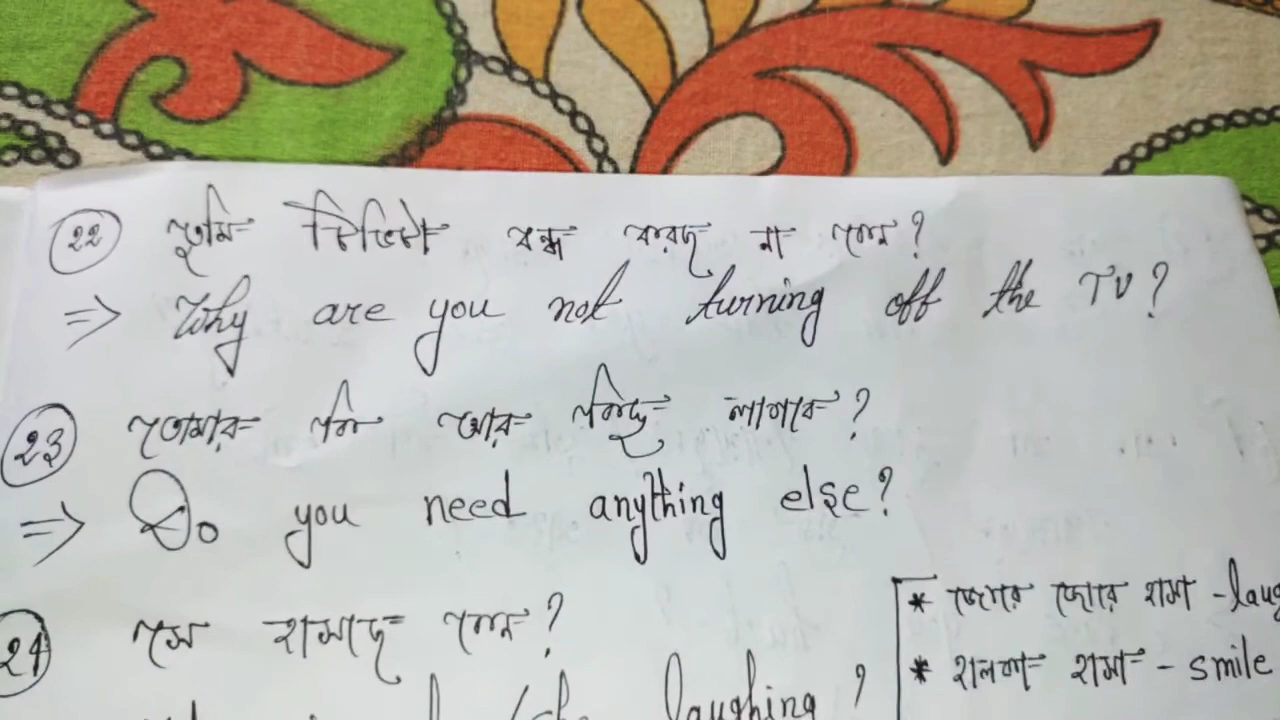 22 তুমি টিভিটা বন্ধ করছ না কেন?
⇒ Why are you not turning off the TV?
23 তোমার কি আর কিছু লাগবে?
⇒ Do you need anything else?
24 সে হাসছে কেন?
* জোরে জোরে হাসা - laug
* হালকা হাসা - smile
laughing?